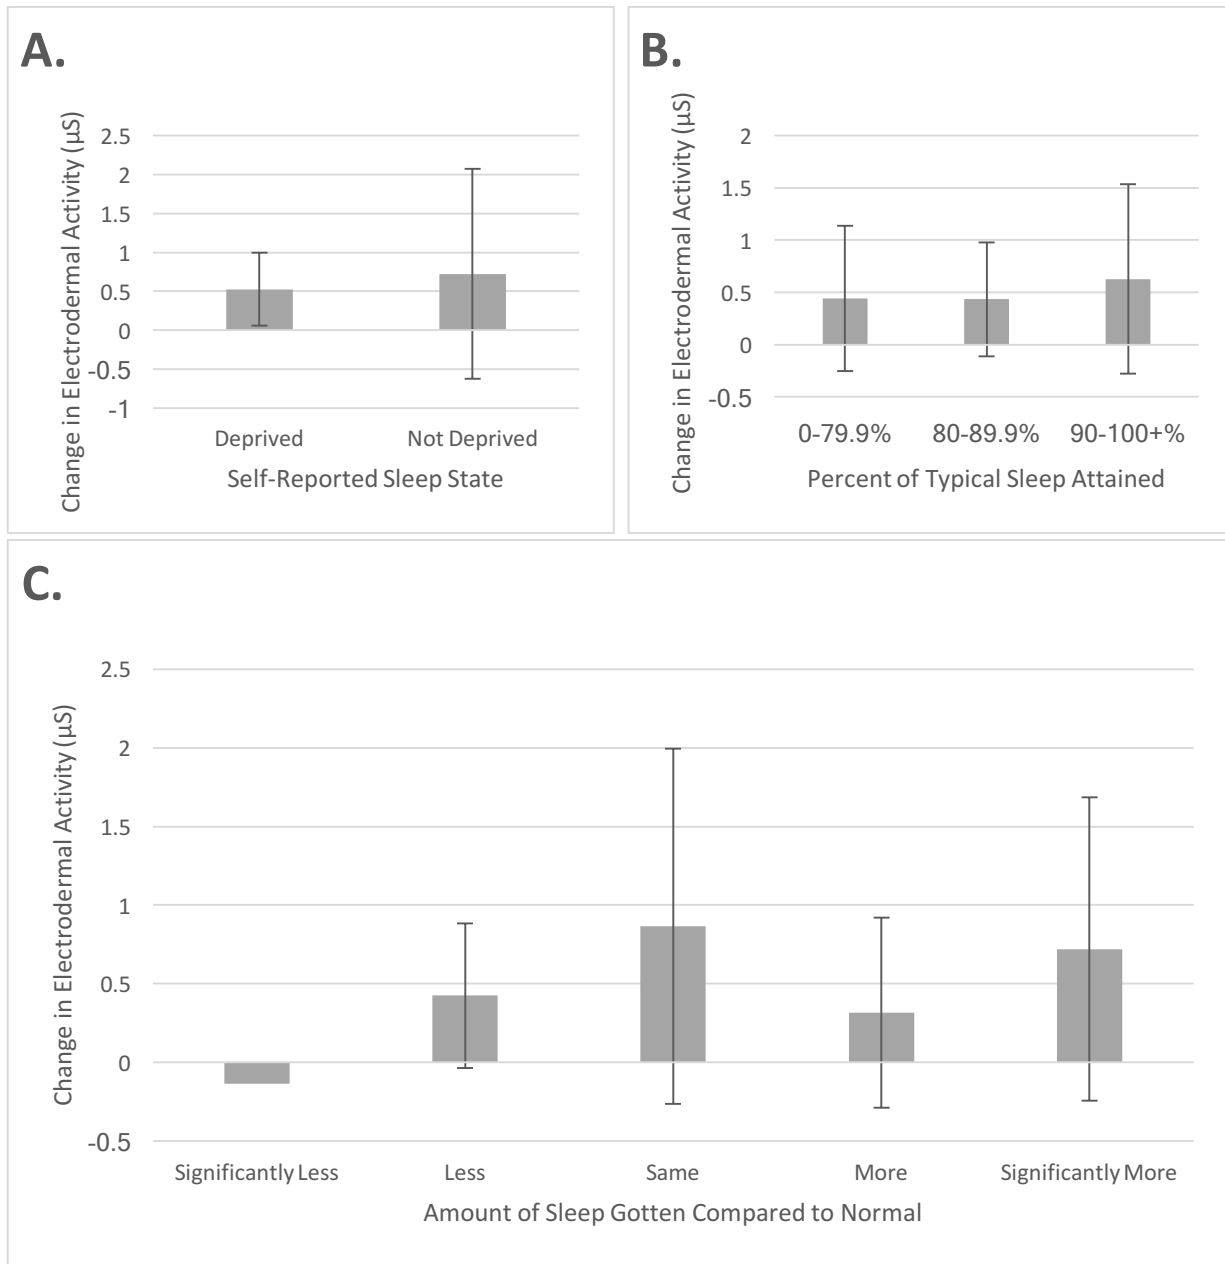 A.
Change in Electrodermal Activity (µS)
2.5
2
1.5
1
0.5
0
-0.5
-1
Deprived Not Deprived
Self-Reported Sleep State
B.
Change in Electrodermal Activity (µS)
2
1.5
1
0.5
0
-0.5
0-79.9% 80-89.9% 90-100+%
Percent of Typical Sleep Attained
C.
Change in Electrodermal Activity (µS)
2.5
2
1.5
1
0.5
0
-0.5
Significantly Less Less Same More Significantly More
Amount of Sleep Gotten Compared to Normal